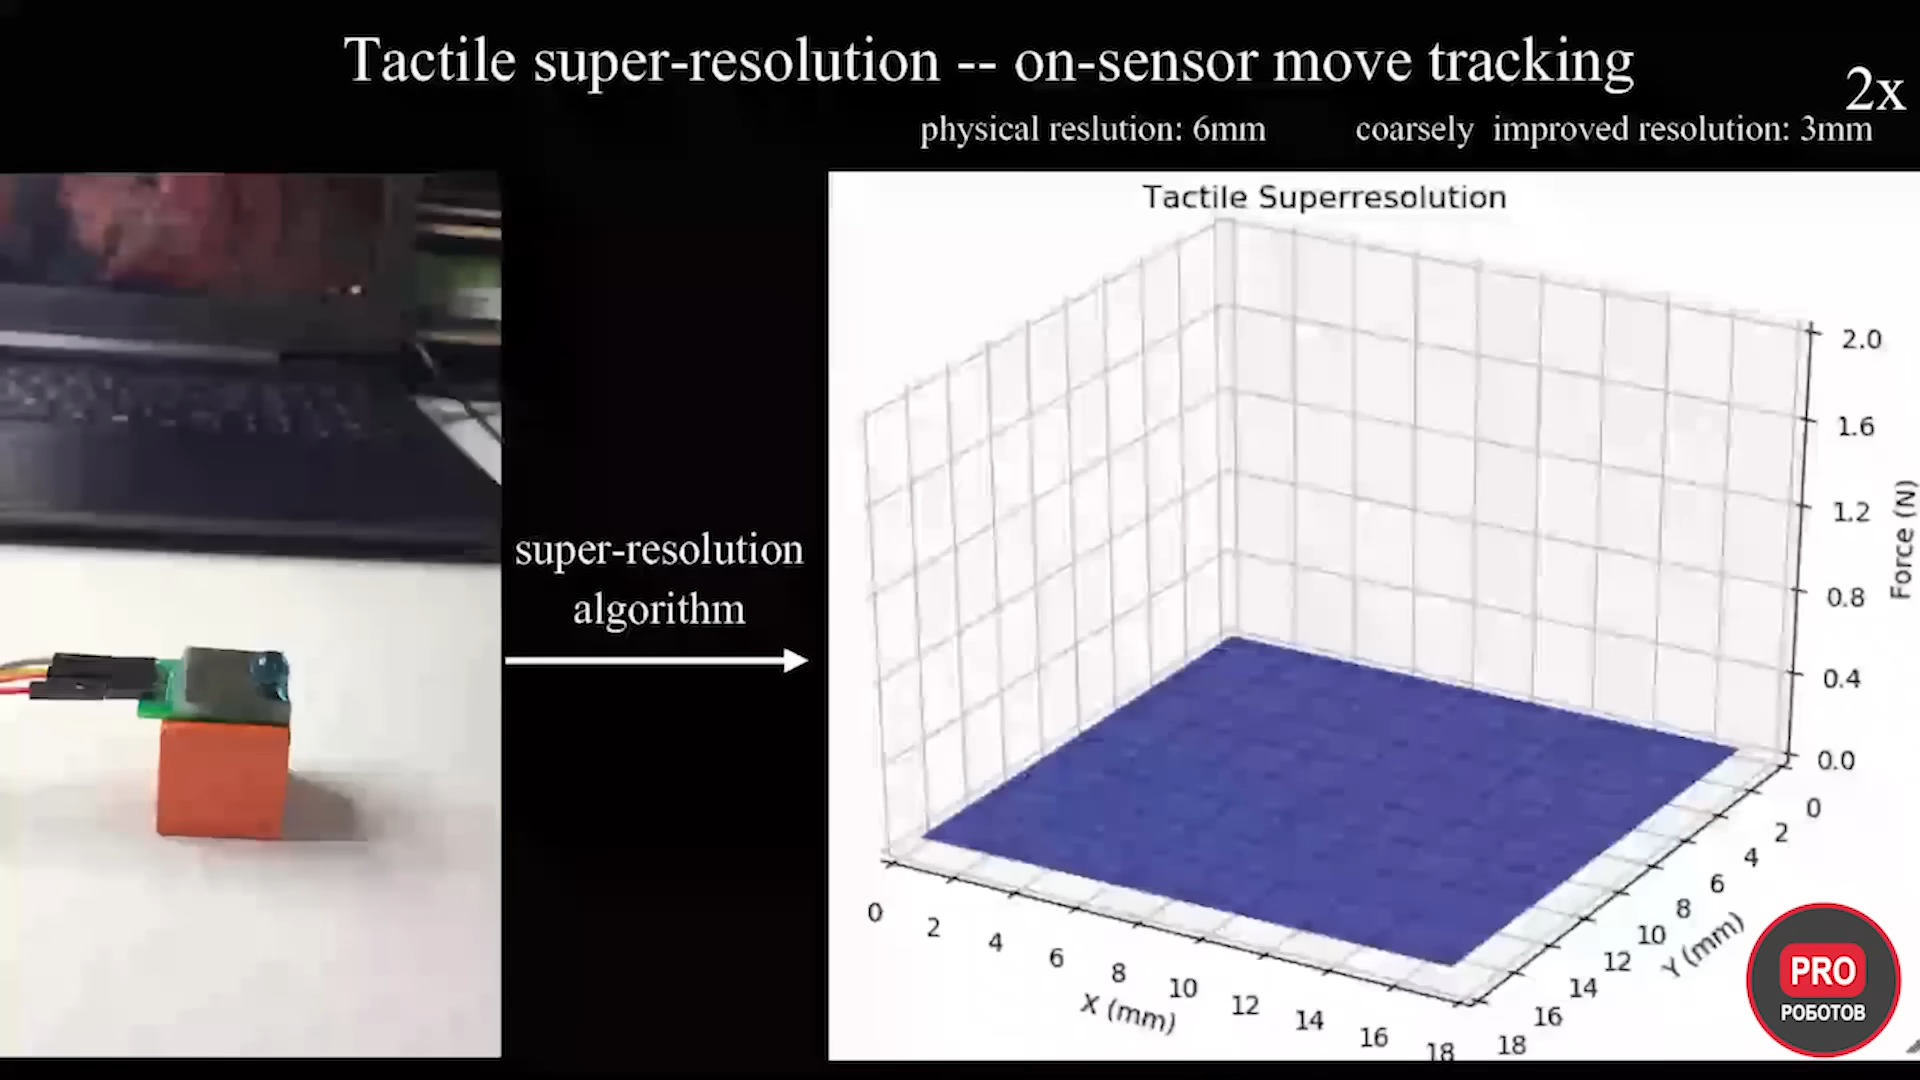 Tactile super-resolution -- on-sensor move tracking
2x
physical reslution: 6mm
coarsely improved resolution: 3mm
super-resolution
algorithm
Tactile Superresolution
2.0
1.6
1.2
0.8
0.4
0.0
Force (N)
0
2
4
6
8
10
12
14
16
18
X (mm)
0
2
4
6
8
10
12
14
16
18
Y (mm)
PRO
РОБОТОВ